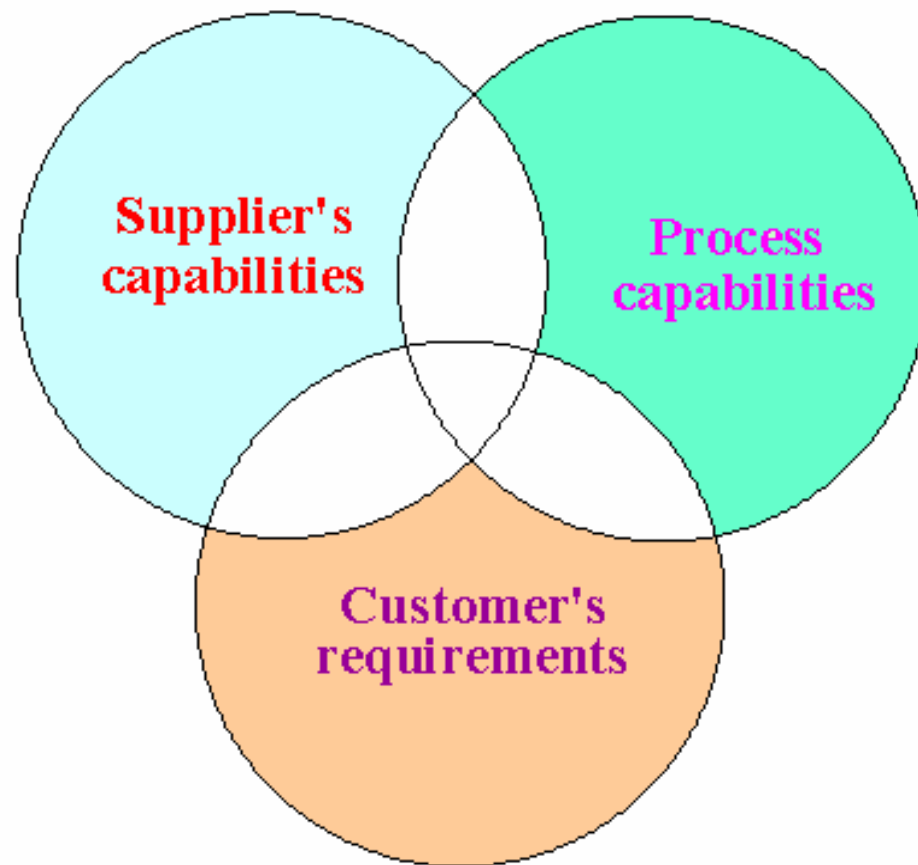 Supplier's
capabilities
Process
capabilities
Customer's
requirements